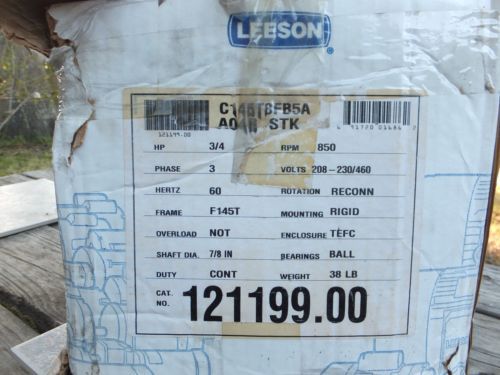 LEESON
C145T8FB5A
STK
121199.00
HP 3/4 RPM 850
PHASE 3 VOLTS 208-230/460
HERTZ 60 ROTATION RECONN
FRAME F145T MOUNTING RIGID
OVERLOAD NOT ENCLOSURE TEFC
SHAFT DIA. 7/8 IN BEARINGS BALL
DUTY CONT WEIGHT 38 LB
CAT. NO. 121199.00